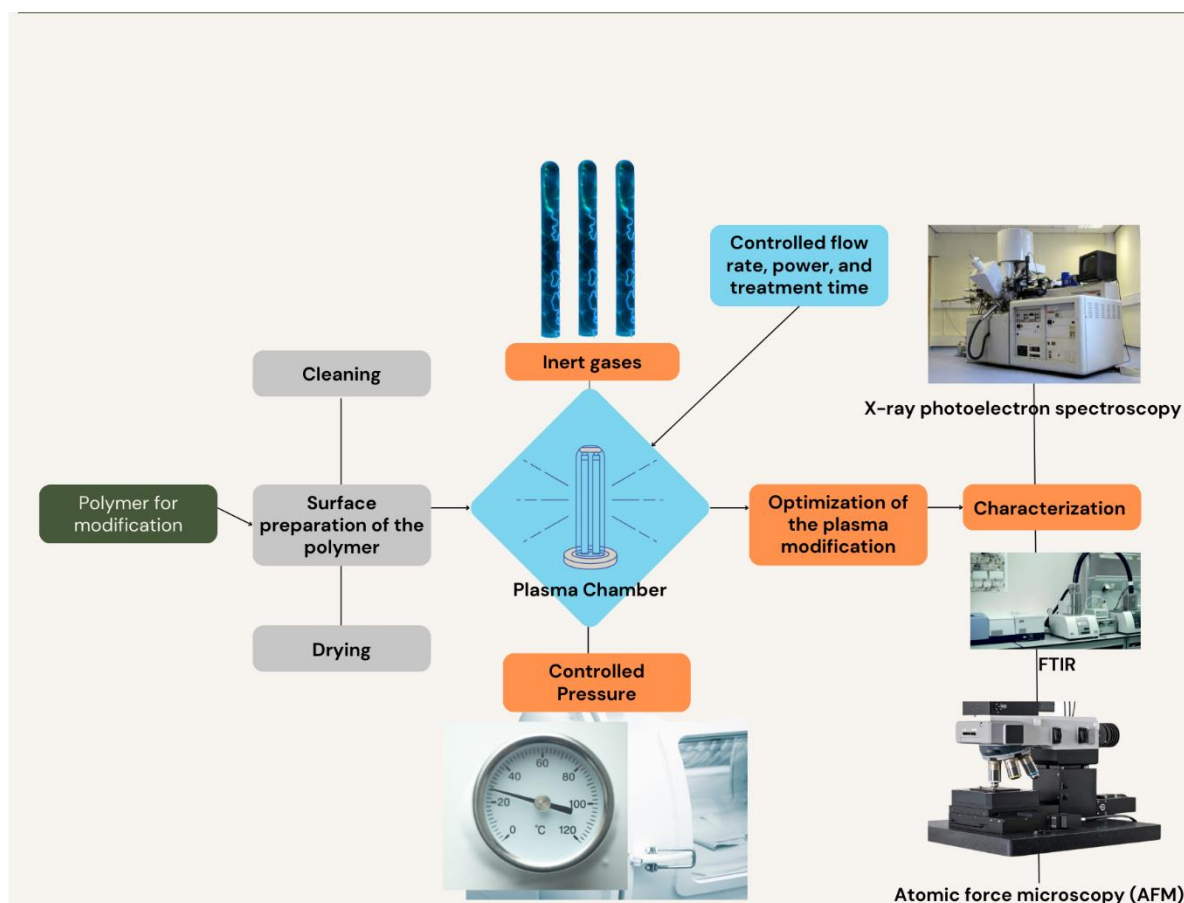 Controlled flow
rate, power, and
treatment time
Inert gases
Cleaning
X-ray photoelectron spectroscopy
Polymer for
modification
Surface
preparation of the
polymer
Plasma Chamber
Optimization of
the plasma
modification
Characterization
Drying
Controlled
Pressure
FTIR
0
20
40
60
80
100
120
°C
Atomic force microscopy (AFM)